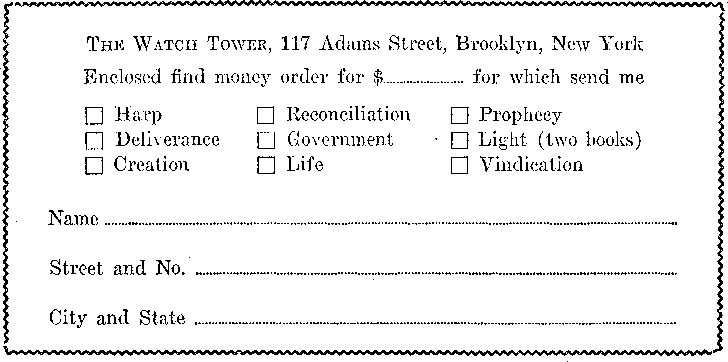 THE WATCH TOWER, 117 Adams Street, Brooklyn, New York
Enclosed find money order for $.................... for which send me
☐ Harp ☐ Reconciliation ☐ Prophecy
☐ Deliverance ☐ Government ☐ Light (two books)
☐ Creation ☐ Life ☐ Vindication
Name
Street and No.
City and State